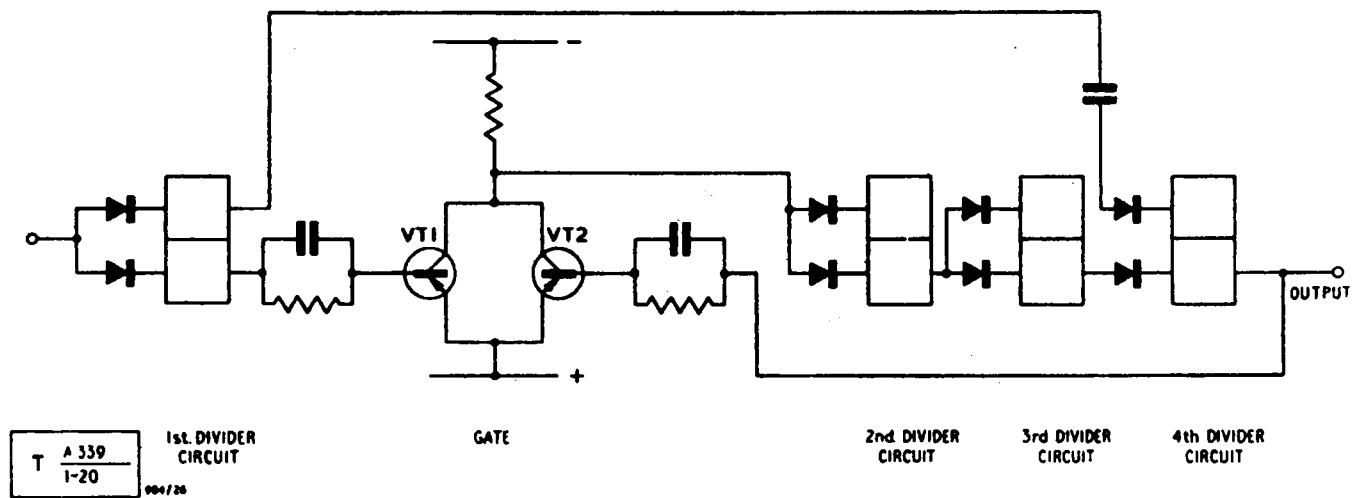 -
VT1
VT2
OUTPUT
+
1st. DIVIDER
CIRCUIT
GATE
2nd DIVIDER
CIRCUIT
3rd DIVIDER
CIRCUIT
4th DIVIDER
CIRCUIT
T A 339
1-20